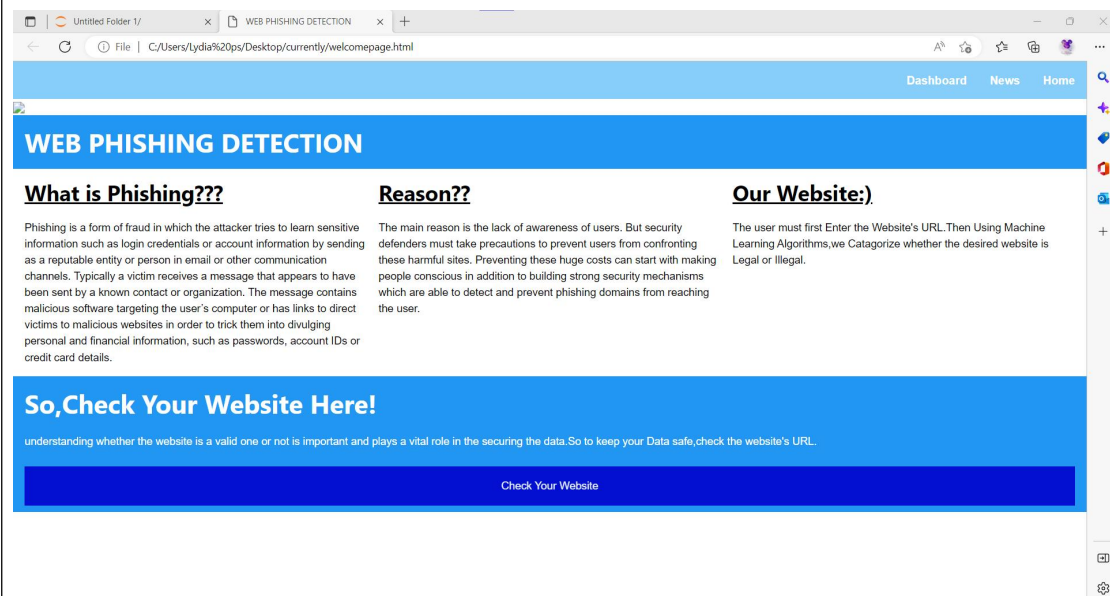 Untitled Folder 1/
WEB PHISHING DETECTION
File | C:/Users/Lydia%20ps/Desktop/currently/welcomepage.html
Dashboard News Home
WEB PHISHING DETECTION
What is Phishing???
Phishing is a form of fraud in which the attacker tries to learn sensitive
information such as login credentials or account information by sending
as a reputable entity or person in email or other communication
channels. Typically a victim receives a message that appears to have
been sent by a known contact or organization. The message contains
malicious software targeting the user's computer or has links to direct
victims to malicious websites in order to trick them into divulging
personal and financial information, such as passwords, account IDs or
credit card details.
Reason??
The main reason is the lack of awareness of users. But security
defenders must take precautions to prevent users from confronting
these harmful sites. Preventing these huge costs can start with making
people conscious in addition to building strong security mechanisms
which are able to detect and prevent phishing domains from reaching
the user.
Our Website:)
The user must first Enter the Website's URL.Then Using Machine
Learning Algorithms,we Catagorize whether the desired website is
Legal or Illegal.
So,Check Your Website Here!
understanding whether the website is a valid one or not is important and plays a vital role in the securing the data.So to keep your Data safe,check the website's URL.
Check Your Website